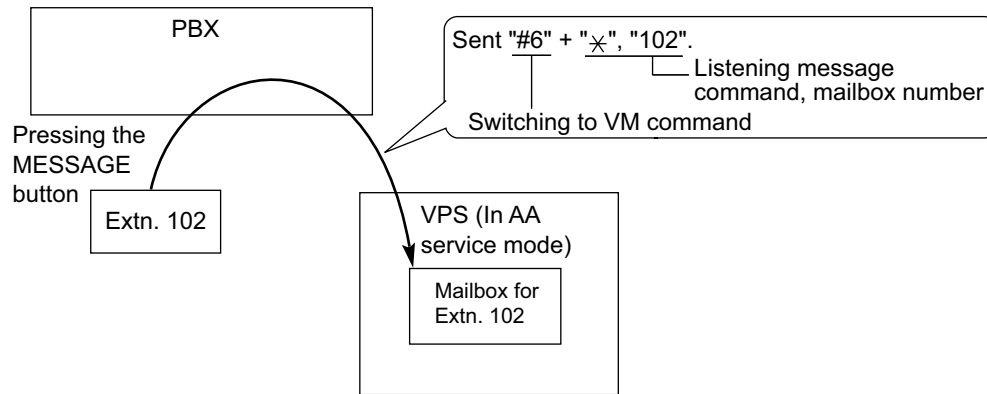 PBX
Sent "#6" + "✳", "102".
Listening message
command, mailbox number
Switching to VM command
Pressing the
MESSAGE
button
Extn. 102
VPS (In AA
service mode)
Mailbox for
Extn. 102